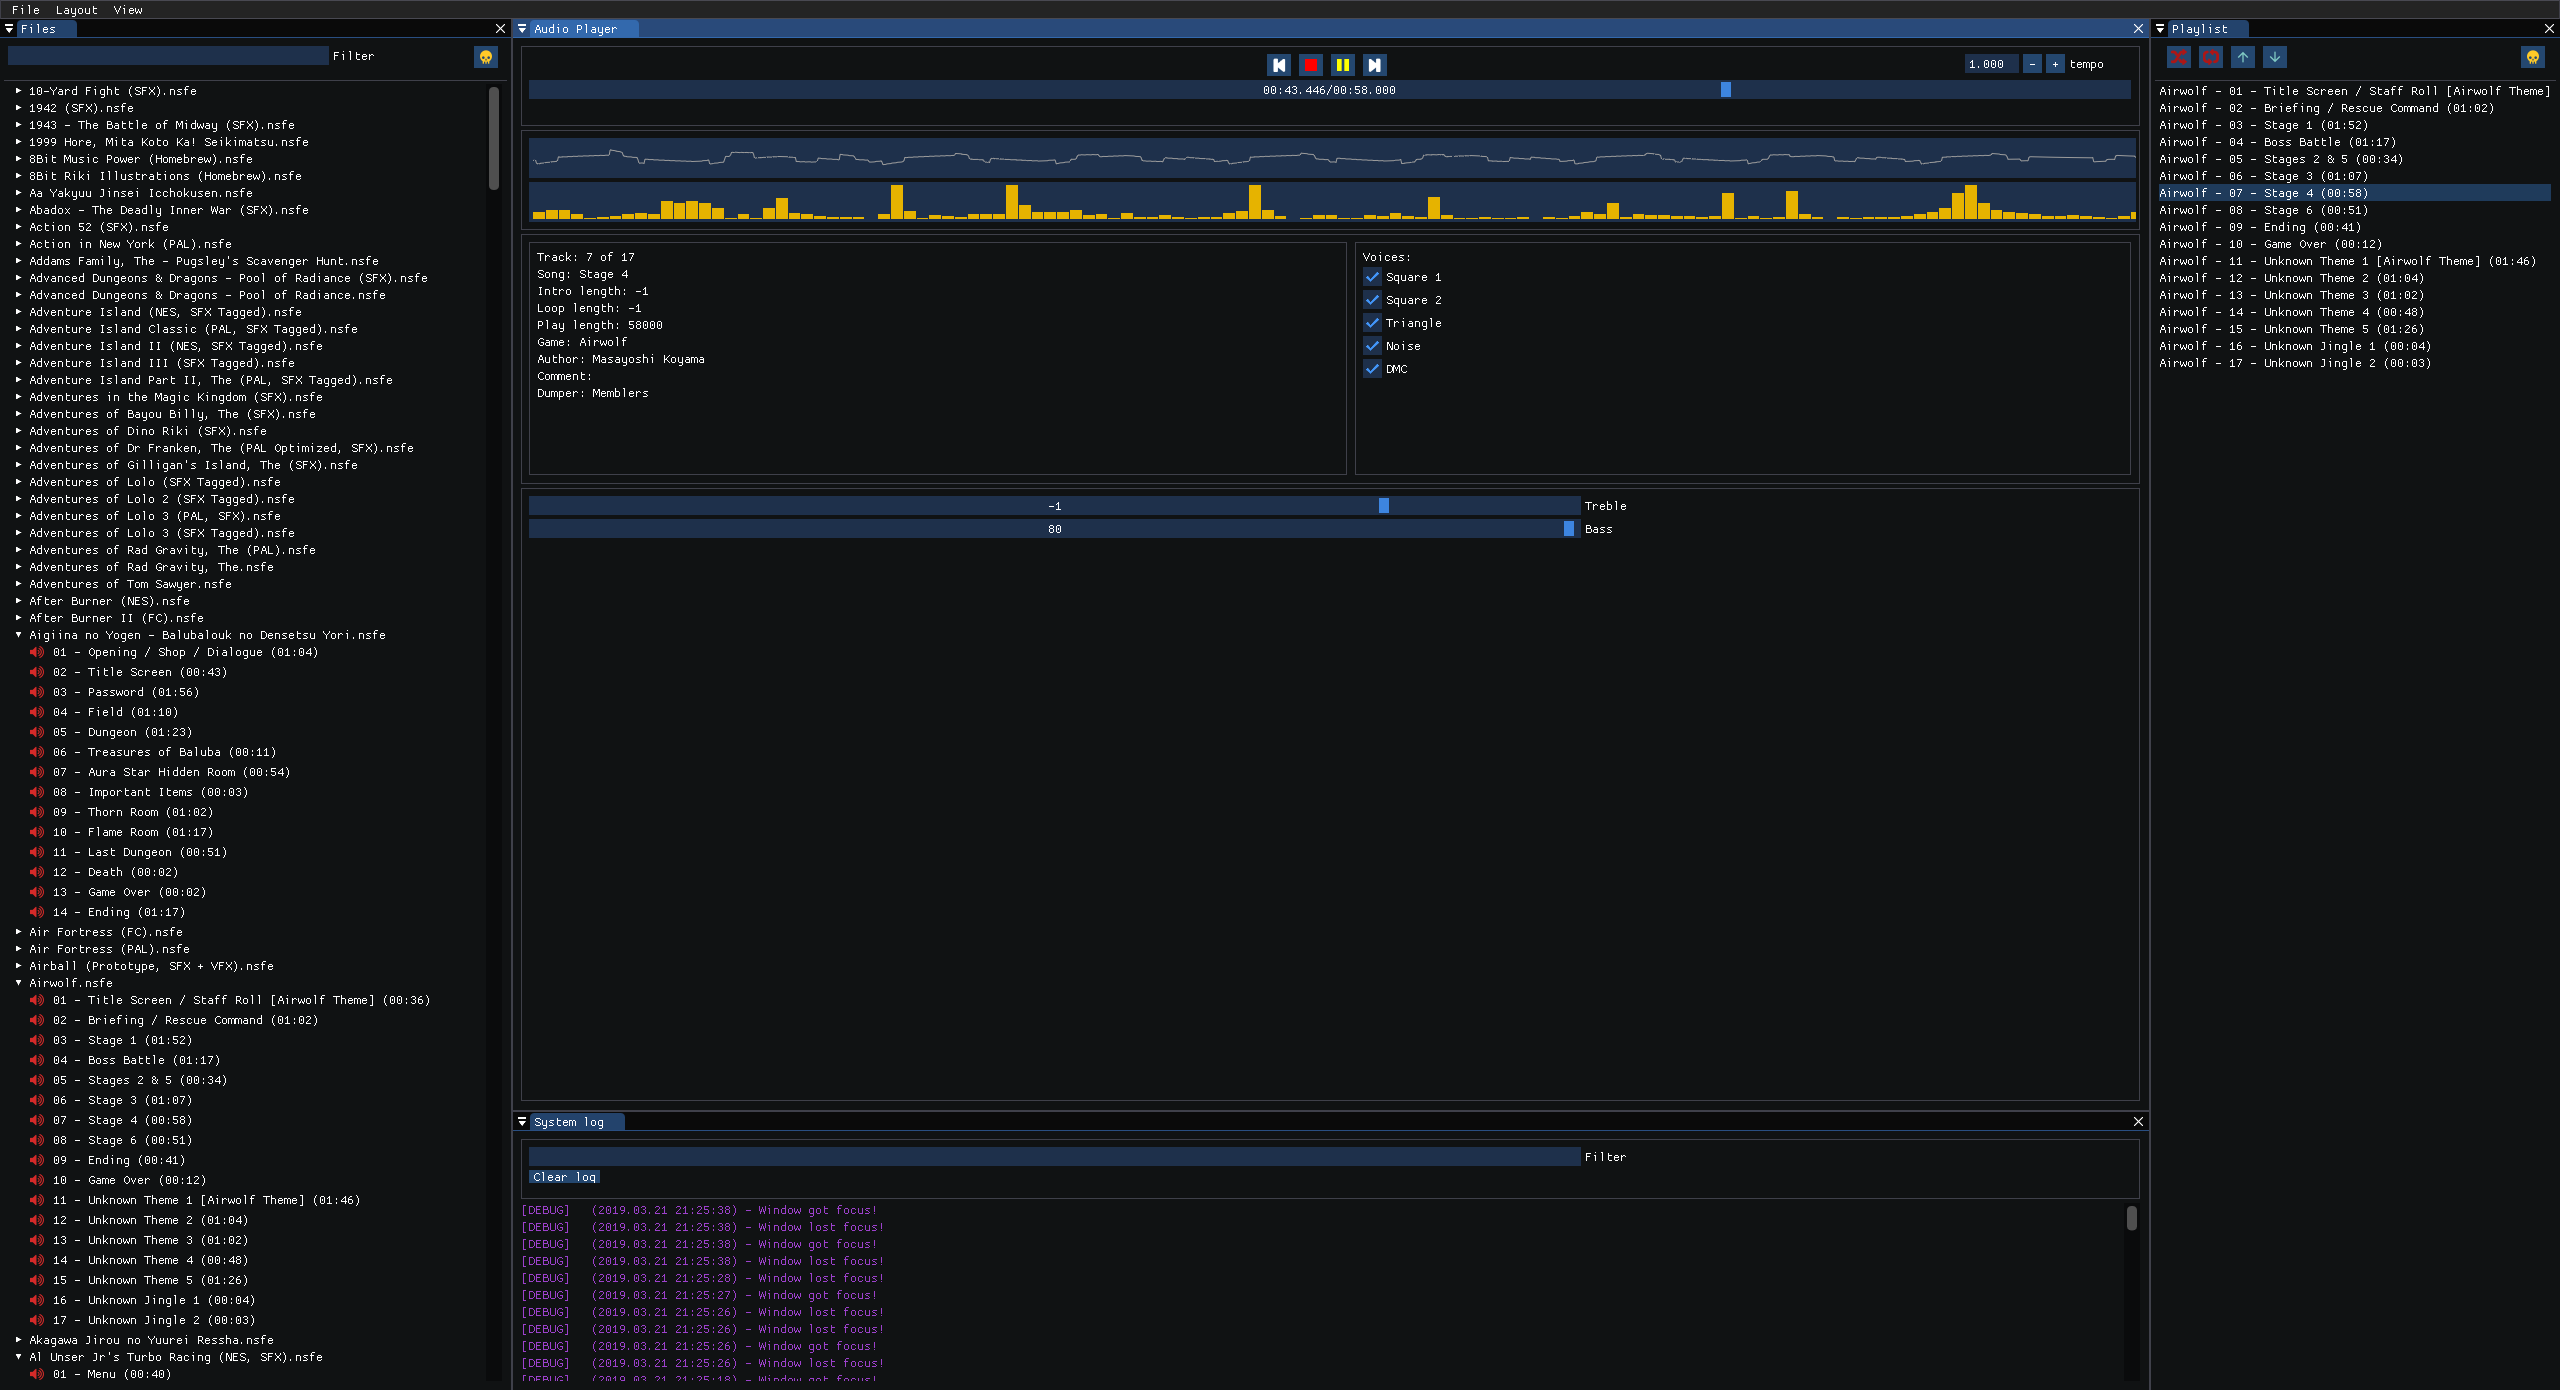 File Layout View
Files
Filter
10-Yard Fight (SFX).nsfe
1942 (SFX).nsfe
1943 - The Battle of Midway (SFX).nsfe
1999 Hore, Mita Koto Ka! Seikimatsu.nsfe
8Bit Music Power (Homebrew).nsfe
8Bit Riki Illustrations (Homebrew).nsfe
Aa Yakyuu Jinsei Icchokusen.nsfe
Abadox - The Deadly Inner War (SFX).nsfe
Action 52 (SFX).nsfe
Action in New York (PAL).nsfe
Addams Family, The - Pugsley's Scavenger Hunt.nsfe
Advanced Dungeons & Dragons - Pool of Radiance (SFX).nsfe
Advanced Dungeons & Dragons - Pool of Radiance.nsfe
Adventure Island (NES, SFX Tagged).nsfe
Adventure Island Classic (PAL, SFX Tagged).nsfe
Adventure Island II (NES, SFX Tagged).nsfe
Adventure Island III (SFX Tagged).nsfe
Adventure Island Part II, The (PAL, SFX Tagged).nsfe
Adventures in the Magic Kingdom (SFX).nsfe
Adventures of Bayou Billy, The (SFX).nsfe
Adventures of Dino Riki (SFX).nsfe
Adventures of Dr Franken, The (PAL Optimized, SFX).nsfe
Adventures of Gilligan's Island, The (SFX).nsfe
Adventures of Lolo (SFX Tagged).nsfe
Adventures of Lolo 2 (SFX Tagged).nsfe
Adventures of Lolo 3 (PAL, SFX).nsfe
Adventures of Lolo 3 (SFX Tagged).nsfe
Adventures of Rad Gravity, The (PAL).nsfe
Adventures of Rad Gravity, The.nsfe
Adventures of Tom Sawyer.nsfe
After Burner (NES).nsfe
After Burner II (FC).nsfe
Aigiina no Yogen - Balubalouk no Densetsu Yori.nsfe
01 - Opening / Shop / Dialogue (01:04)
02 - Title Screen (00:43)
03 - Password (01:56)
04 - Field (01:10)
05 - Dungeon (01:23)
06 - Treasures of Baluba (00:11)
07 - Aura Star Hidden Room (00:54)
08 - Important Items (00:03)
09 - Thorn Room (01:02)
10 - Flame Room (01:17)
11 - Last Dungeon (00:51)
12 - Death (00:02)
13 - Game Over (00:02)
14 - Ending (01:17)
Air Fortress (FC).nsfe
Air Fortress (PAL).nsfe
Airball (Prototype, SFX + VFX).nsfe
Airwolf.nsfe
01 - Title Screen / Staff Roll [Airwolf Theme] (00:36)
02 - Briefing / Rescue Command (01:02)
03 - Stage 1 (01:52)
04 - Boss Battle (01:17)
05 - Stages 2 & 5 (00:34)
06 - Stage 3 (01:07)
07 - Stage 4 (00:58)
08 - Stage 6 (00:51)
09 - Ending (00:41)
10 - Game Over (00:12)
11 - Unknown Theme 1 [Airwolf Theme] (01:46)
12 - Unknown Theme 2 (01:04)
13 - Unknown Theme 3 (01:02)
14 - Unknown Theme 4 (00:48)
15 - Unknown Theme 5 (01:26)
16 - Unknown Jingle 1 (00:04)
17 - Unknown Jingle 2 (00:03)
Akagawa Jirou no Yuurei Ressha.nsfe
Al Unser Jr's Turbo Racing (NES, SFX).nsfe
01 - Menu (00:40)
Audio Player
1.000 - + tempo
00:43.446/00:58.000
Track: 7 of 17
Song: Stage 4
Intro length: -1
Loop length: -1
Play length: 58000
Game: Airwolf
Author: Masayoshi Koyama
Comment:
Dumper: Memblers
Voices:
Square 1
Square 2
Triangle
Noise
DMC
-1 Treble
80 Bass
System log
Filter
Clear log
[DEBUG] (2019.03.21 21:25:38) - Window got focus!
[DEBUG] (2019.03.21 21:25:38) - Window lost focus!
[DEBUG] (2019.03.21 21:25:38) - Window got focus!
[DEBUG] (2019.03.21 21:25:38) - Window lost focus!
[DEBUG] (2019.03.21 21:25:28) - Window lost focus!
[DEBUG] (2019.03.21 21:25:27) - Window got focus!
[DEBUG] (2019.03.21 21:25:26) - Window lost focus!
[DEBUG] (2019.03.21 21:25:26) - Window lost focus!
[DEBUG] (2019.03.21 21:25:26) - Window got focus!
[DEBUG] (2019.03.21 21:25:26) - Window lost focus!
[DEBUG] (2019.03.21 21:25:18) - Window got focus!
Playlist
Airwolf - 01 - Title Screen / Staff Roll [Airwolf Theme]
Airwolf - 02 - Briefing / Rescue Command (01:02)
Airwolf - 03 - Stage 1 (01:52)
Airwolf - 04 - Boss Battle (01:17)
Airwolf - 05 - Stages 2 & 5 (00:34)
Airwolf - 06 - Stage 3 (01:07)
Airwolf - 07 - Stage 4 (00:58)
Airwolf - 08 - Stage 6 (00:51)
Airwolf - 09 - Ending (00:41)
Airwolf - 10 - Game Over (00:12)
Airwolf - 11 - Unknown Theme 1 [Airwolf Theme] (01:46)
Airwolf - 12 - Unknown Theme 2 (01:04)
Airwolf - 13 - Unknown Theme 3 (01:02)
Airwolf - 14 - Unknown Theme 4 (00:48)
Airwolf - 15 - Unknown Theme 5 (01:26)
Airwolf - 16 - Unknown Jingle 1 (00:04)
Airwolf - 17 - Unknown Jingle 2 (00:03)